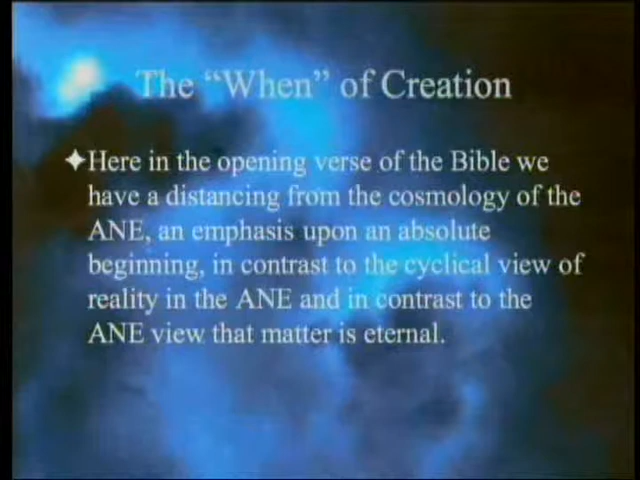 The “When” of Creation
Here in the opening verse of the Bible we
have a distancing from the cosmology of the
ANE, an emphasis upon an absolute
beginning, in contrast to the cyclical view of
reality in the ANE and in contrast to the
ANE view that matter is eternal.